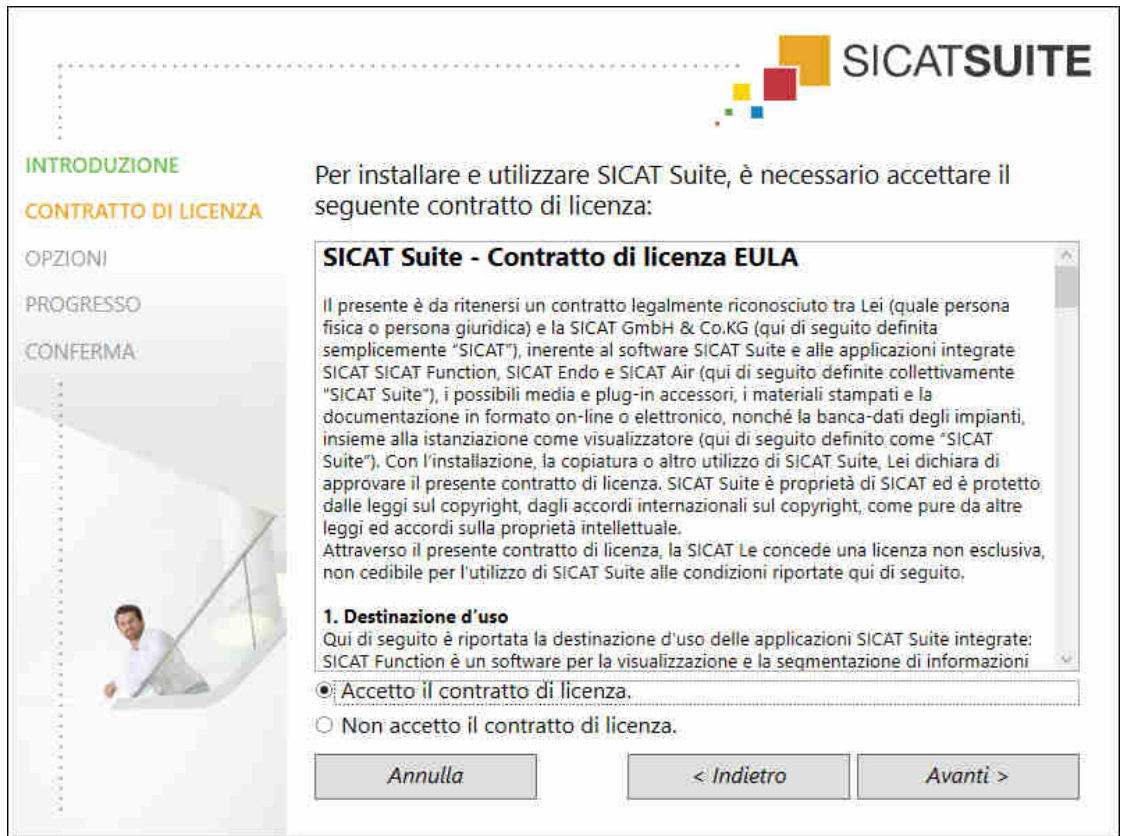 SICATSUITE
INTRODUZIONE
CONTRATTO DI LICENZA
OPZIONI
PROGRESSO
CONFERMA
Per installare e utilizzare SICAT Suite, è necessario accettare il
seguente contratto di licenza:
SICAT Suite - Contratto di licenza EULA
Il presente è da ritenersi un contratto legalmente riconosciuto tra Lei (quale persona
fisica o persona giuridica) e la SICAT GmbH & Co.KG (qui di seguito definita
semplicemente "SICAT"), inerente al software SICAT Suite e alle applicazioni integrate
SICAT SICAT Function, SICAT Endo e SICAT Air (qui di seguito definite collettivamente
"SICAT Suite"), i possibili media e plug-in accessori, i materiali stampati e la
documentazione in formato on-line o elettronico, nonché la banca-dati degli impianti,
insieme alla istanziazione come visualizzatore (qui di seguito definito come "SICAT
Suite"). Con l'installazione, la copiatura o altro utilizzo di SICAT Suite, Lei dichiara di
approvare il presente contratto di licenza. SICAT Suite è proprietà di SICAT ed è protetto
dalle leggi sul copyright, dagli accordi internazionali sul copyright, come pure da altre
leggi ed accordi sulla proprietà intellettuale.
Attraverso il presente contratto di licenza, la SICAT Le concede una licenza non esclusiva,
non cedibile per l'utilizzo di SICAT Suite alle condizioni riportate qui di seguito.
1. Destinazione d'uso
Qui di seguito è riportata la destinazione d'uso delle applicazioni SICAT Suite integrate:
SICAT Function è un software per la visualizzazione e la segmentazione di informazioni
Accetto il contratto di licenza.
Non accetto il contratto di licenza.
Annulla
< Indietro
Avanti >